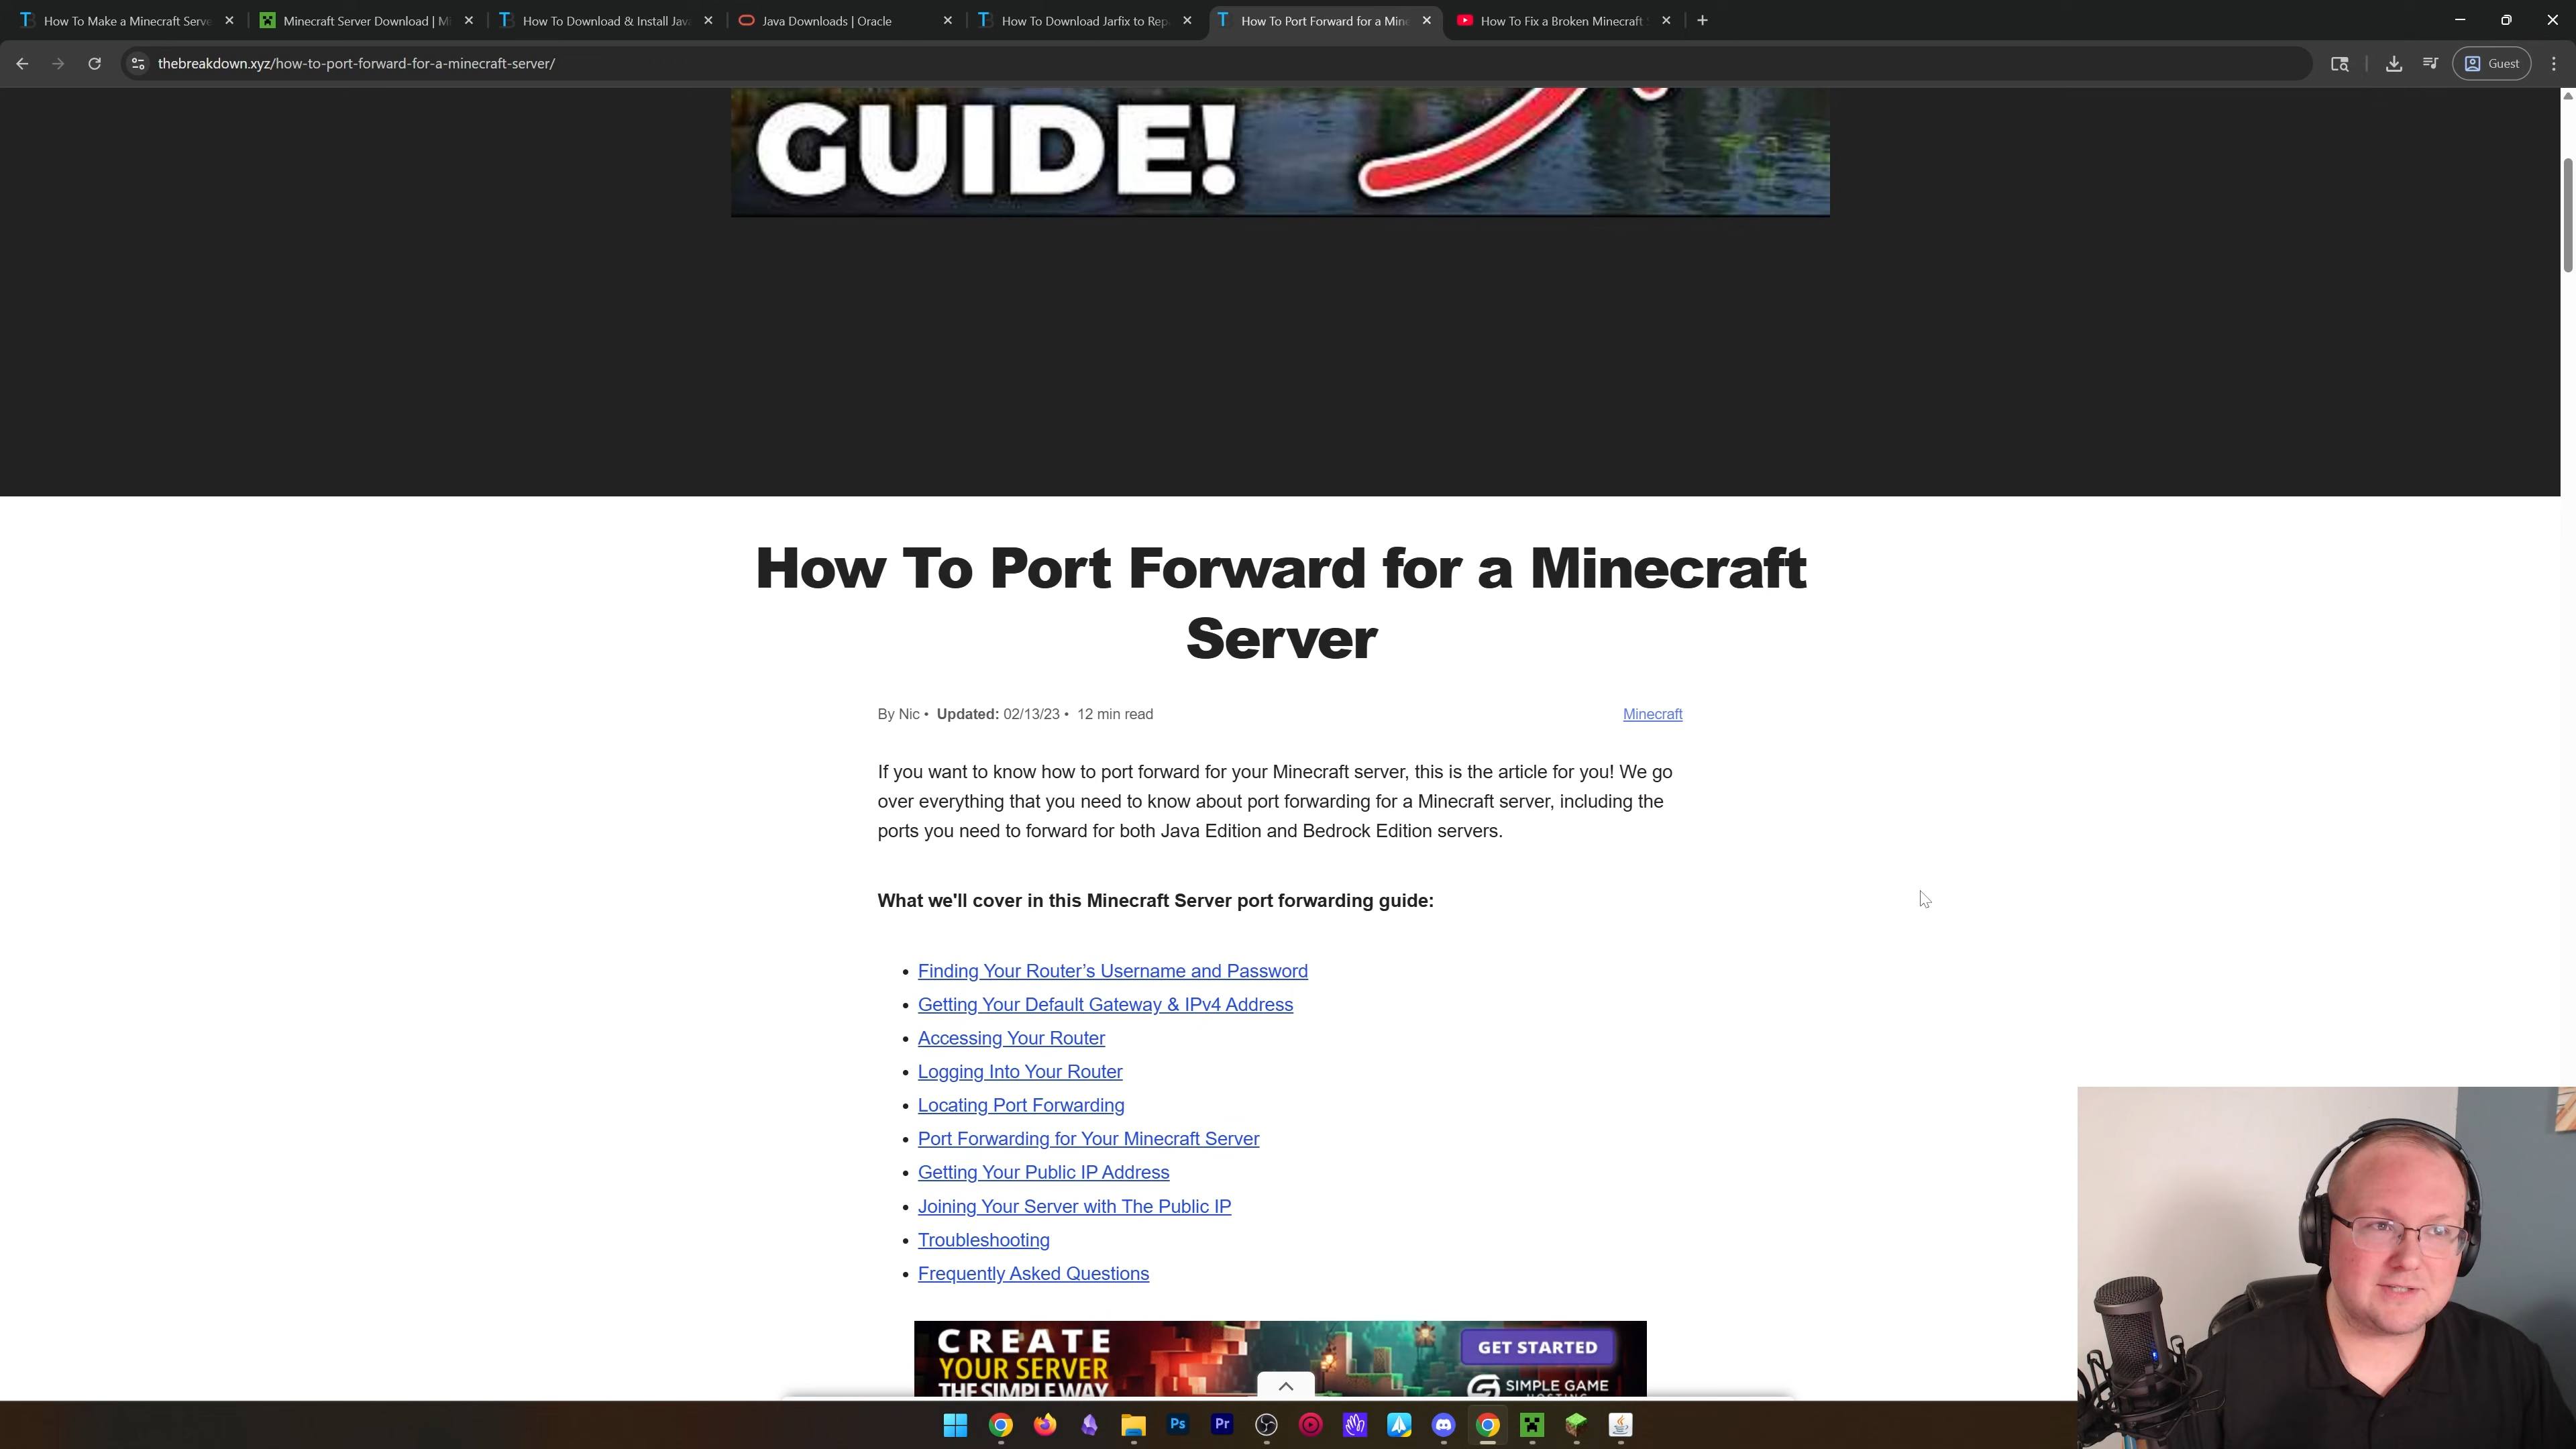 How To Make a Minecraft Serve
Minecraft Server Download | Mi
How To Download & Install Jav
Java Downloads | Oracle
How To Download Jarfix to Rep
How To Port Forward for a Mine
How To Fix a Broken Minecraft
thebreakdown.xyz/how-to-port-forward-for-a-minecraft-server/
Guest
GUIDE!
How To Port Forward for a Minecraft
Server
By Nic • Updated: 02/13/23 • 12 min read
Minecraft
If you want to know how to port forward for your Minecraft server, this is the article for you! We go
over everything that you need to know about port forwarding for a Minecraft server, including the
ports you need to forward for both Java Edition and Bedrock Edition servers.
What we'll cover in this Minecraft Server port forwarding guide:
• Finding Your Router’s Username and Password
• Getting Your Default Gateway & IPv4 Address
• Accessing Your Router
• Logging Into Your Router
• Locating Port Forwarding
• Port Forwarding for Your Minecraft Server
• Getting Your Public IP Address
• Joining Your Server with The Public IP
• Troubleshooting
• Frequently Asked Questions
CREATE
YOUR SERVER
THE SIMPLE WAY
GET STARTED
SIMPLE GAME
Ps
Pr